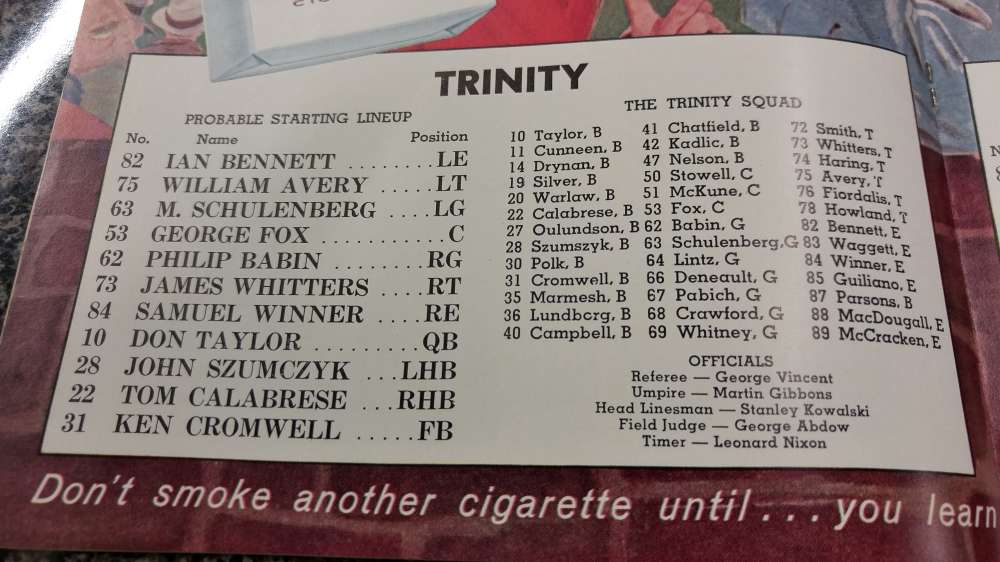 TRINITY
PROBABLE STARTING LINEUP
No. Name Position
82 IAN BENNETT ........LE
75 WILLIAM AVERY .....LT
63 M. SCHULENBERG ....LG
53 GEORGE FOX ............C
62 PHILIP BABIN ........RG
73 JAMES WHITTERS ....RT
84 SAMUEL WINNER ....RE
10 DON TAYLOR .........QB
28 JOHN SZUMCZYK ...LHB
22 TOM CALABRESE ...RHB
31 KEN CROMWELL .....FB
THE TRINITY SQUAD
10 Taylor, B
11 Cunneen, B
14 Drynan, B
19 Silver, B
20 Warlaw, B
22 Calabrese, B
27 Oulundson, B
28 Szumszyk, B
30 Polk, B
31 Cromwell, B
35 Marmesh, B
36 Lundborg, B
40 Campbell, B
41 Chatfield, B
42 Kadlic, B
47 Nelson, B
50 Stowell, C
51 McKune, C
53 Fox, C
62 Babin, G
63 Schulenberg,G
64 Lintz, G
66 Deneault, G
67 Pabich, G
68 Crawford, G
69 Whitney, G
72 Smith, T
73 Whitters, T
74 Haring, T
75 Avery, T
76 Fiordalis, T
78 Howland, T
82 Bennett, E
83 Waggett, E
84 Winner, E
85 Guiliano, E
87 Parsons, B
88 MacDougall, E
89 McCracken, E
OFFICIALS
Referee — George Vincent
Umpire — Martin Gibbons
Head Linesman — Stanley Kowalski
Field Judge — George Abdow
Timer — Leonard Nixon
Don't smoke another cigarette until... you learn